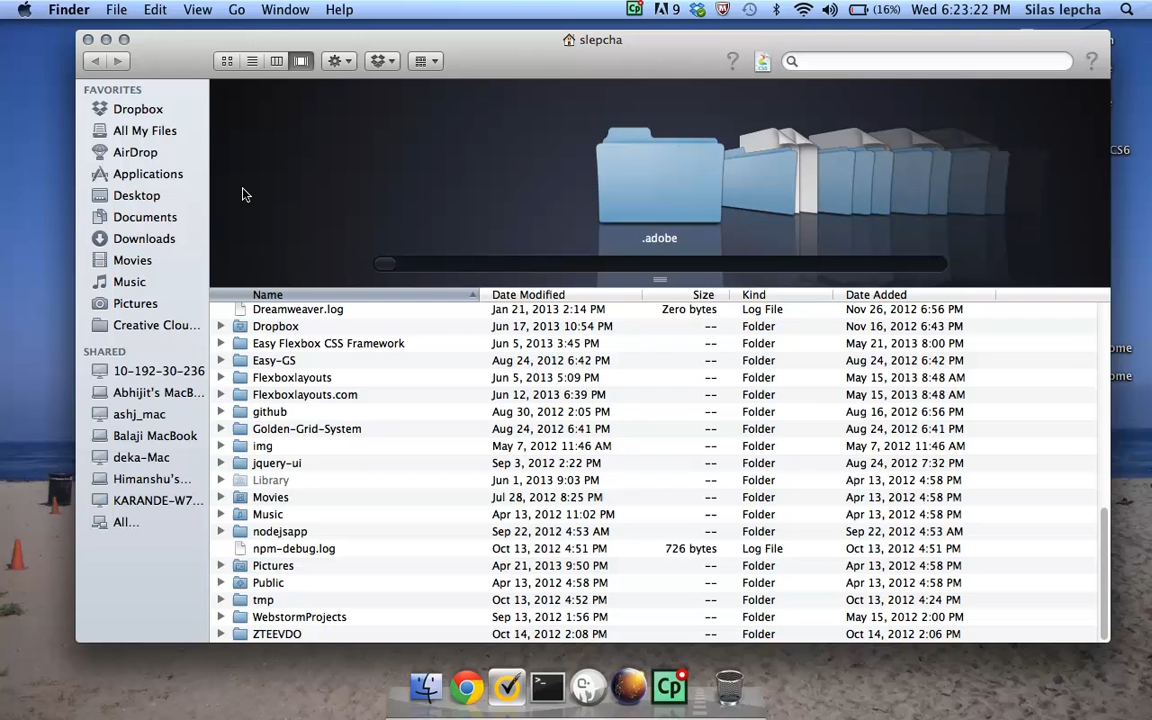 Finder File Edit View Go Window Help 9 (16%) Wed 6:23:22 PM Silas lepcha
slepcha
FAVORITES
Dropbox
All My Files
AirDrop
Applications
Desktop
Documents
Downloads
Movies
Music
Pictures
Creative Clou...
SHARED
10-192-30-236
Abhijit's MacB...
ashj_mac
Balaji MacBook
deka-Mac
Himanshu's...
KARANDE-W7...
All...
.adobe
Name Date Modified Size Kind Date Added
Dreamweaver.log Jan 21, 2013 2:14 PM Zero bytes Log File Nov 26, 2012 6:56 PM
Dropbox Jun 17, 2013 10:54 PM -- Folder Nov 16, 2012 6:43 PM
Easy Flexbox CSS Framework Jun 5, 2013 3:45 PM -- Folder May 21, 2013 8:00 PM
Easy-GS Aug 24, 2012 6:42 PM -- Folder Aug 24, 2012 6:42 PM
Flexboxlayouts Jun 5, 2013 5:09 PM -- Folder May 15, 2013 8:48 AM
Flexboxlayouts.com Jun 12, 2013 6:39 PM -- Folder May 15, 2013 8:48 AM
github Aug 30, 2012 2:05 PM -- Folder Aug 16, 2012 6:56 PM
Golden-Grid-System Aug 24, 2012 6:41 PM -- Folder Aug 24, 2012 6:41 PM
img May 7, 2012 11:46 AM -- Folder May 7, 2012 11:46 AM
jquery-ui Sep 3, 2012 2:22 PM -- Folder Aug 24, 2012 7:32 PM
Library Jun 1, 2013 9:03 PM -- Folder Apr 13, 2012 4:58 PM
Movies Jul 28, 2012 8:25 PM -- Folder Apr 13, 2012 4:58 PM
Music Apr 13, 2012 11:02 PM -- Folder Apr 13, 2012 4:58 PM
nodejsapp Sep 22, 2012 4:53 AM -- Folder Sep 22, 2012 4:53 AM
npm-debug.log Oct 13, 2012 4:51 PM 726 bytes Log File Oct 13, 2012 4:51 PM
Pictures Apr 21, 2013 9:50 PM -- Folder Apr 13, 2012 4:58 PM
Public Apr 13, 2012 4:58 PM -- Folder Apr 13, 2012 4:58 PM
tmp Oct 13, 2012 4:52 PM -- Folder Oct 13, 2012 4:24 PM
WebstormProjects Sep 13, 2012 1:56 PM -- Folder May 15, 2012 2:00 PM
ZTEEVDO Oct 14, 2012 2:08 PM -- Folder Oct 14, 2012 2:06 PM
CS6
ome
ome
Cp